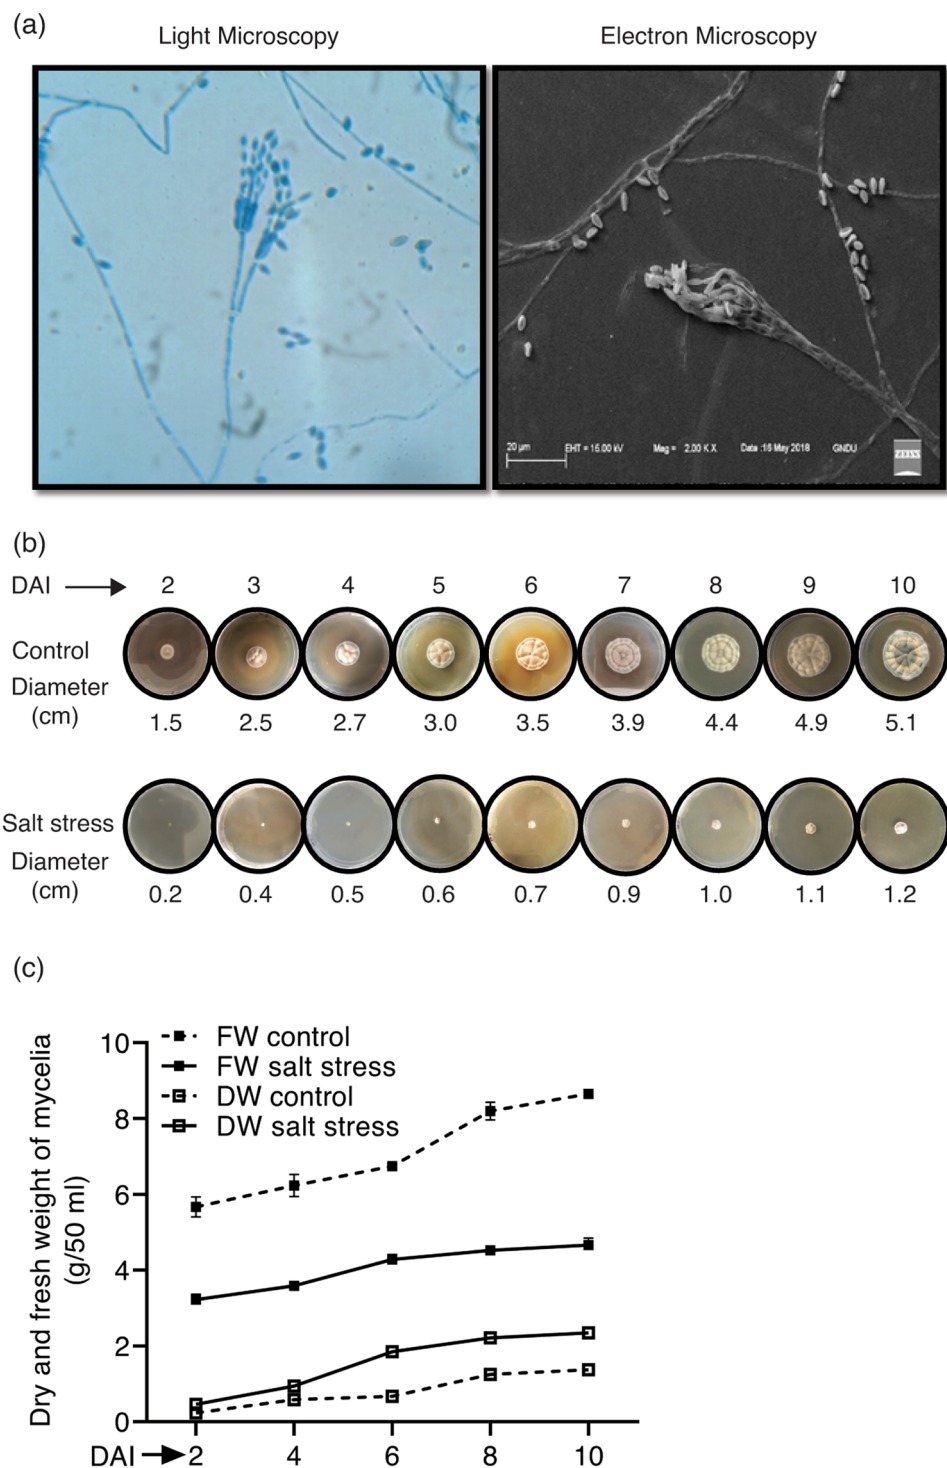 (a)
Light Microscopy
Electron Microscopy
20 µm
EHT = 15.00 kV
Mag = 2.00 K X
Date :16 May 2018
GNDU
ZEISS
(b)
DAI 2 3 4 5 6 7 8 9 10
Control
Diameter
(cm)
1.5 2.5 2.7 3.0 3.5 3.9 4.4 4.9 5.1
Salt stress
Diameter
(cm)
0.2 0.4 0.5 0.6 0.7 0.9 1.0 1.1 1.2
(c)
FW control
FW salt stress
DW control
DW salt stress
Dry and fresh weight of mycelia
(g/50 ml)
10
8
6
4
2
0
DAI 2 4 6 8 10